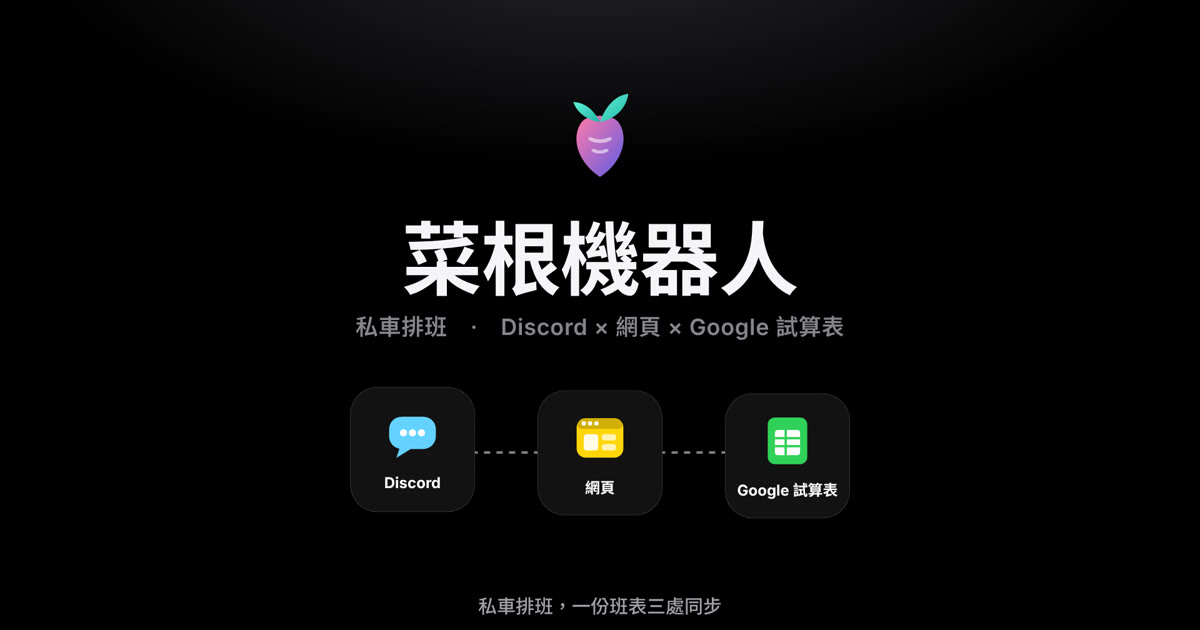 菜根機器人
私車排班 · Discord × 網頁 × Google 試算表
Discord
網頁
Google 試算表
私車排班，一份班表三處同步